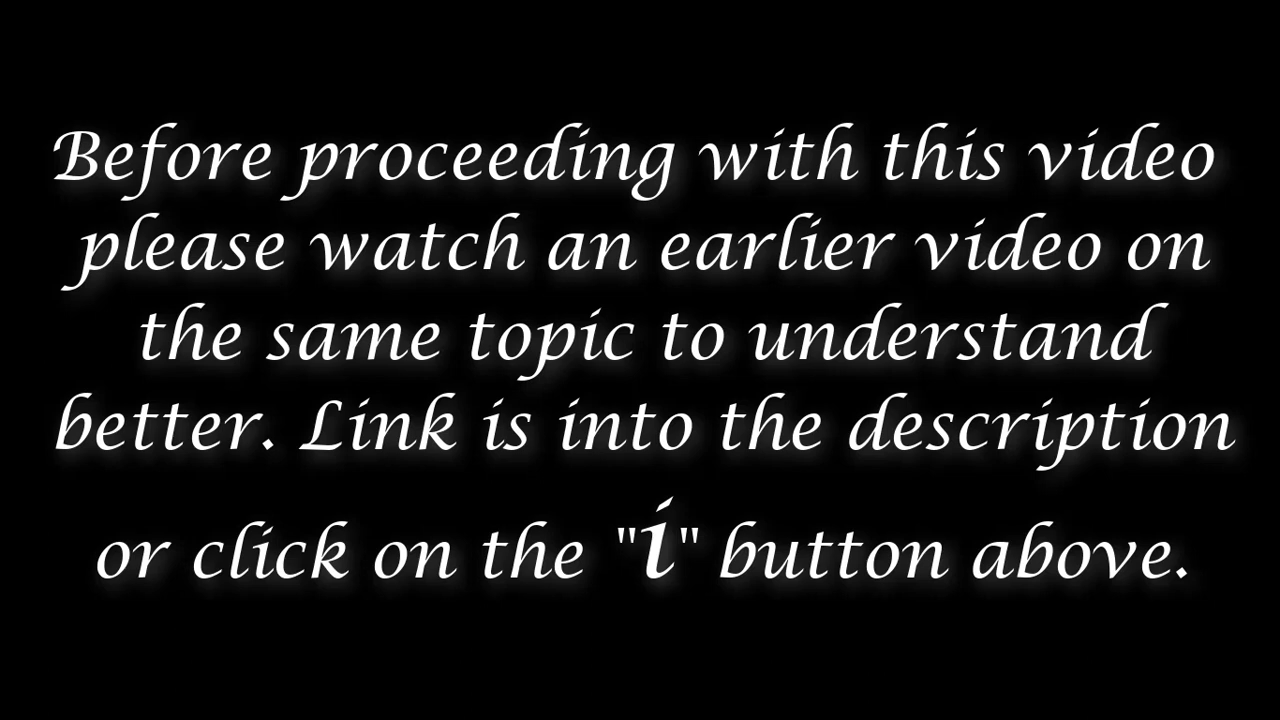 Before proceeding with this video
please watch an earlier video on
the same topic to understand
better. Link is into the description
or click on the "i" button above.